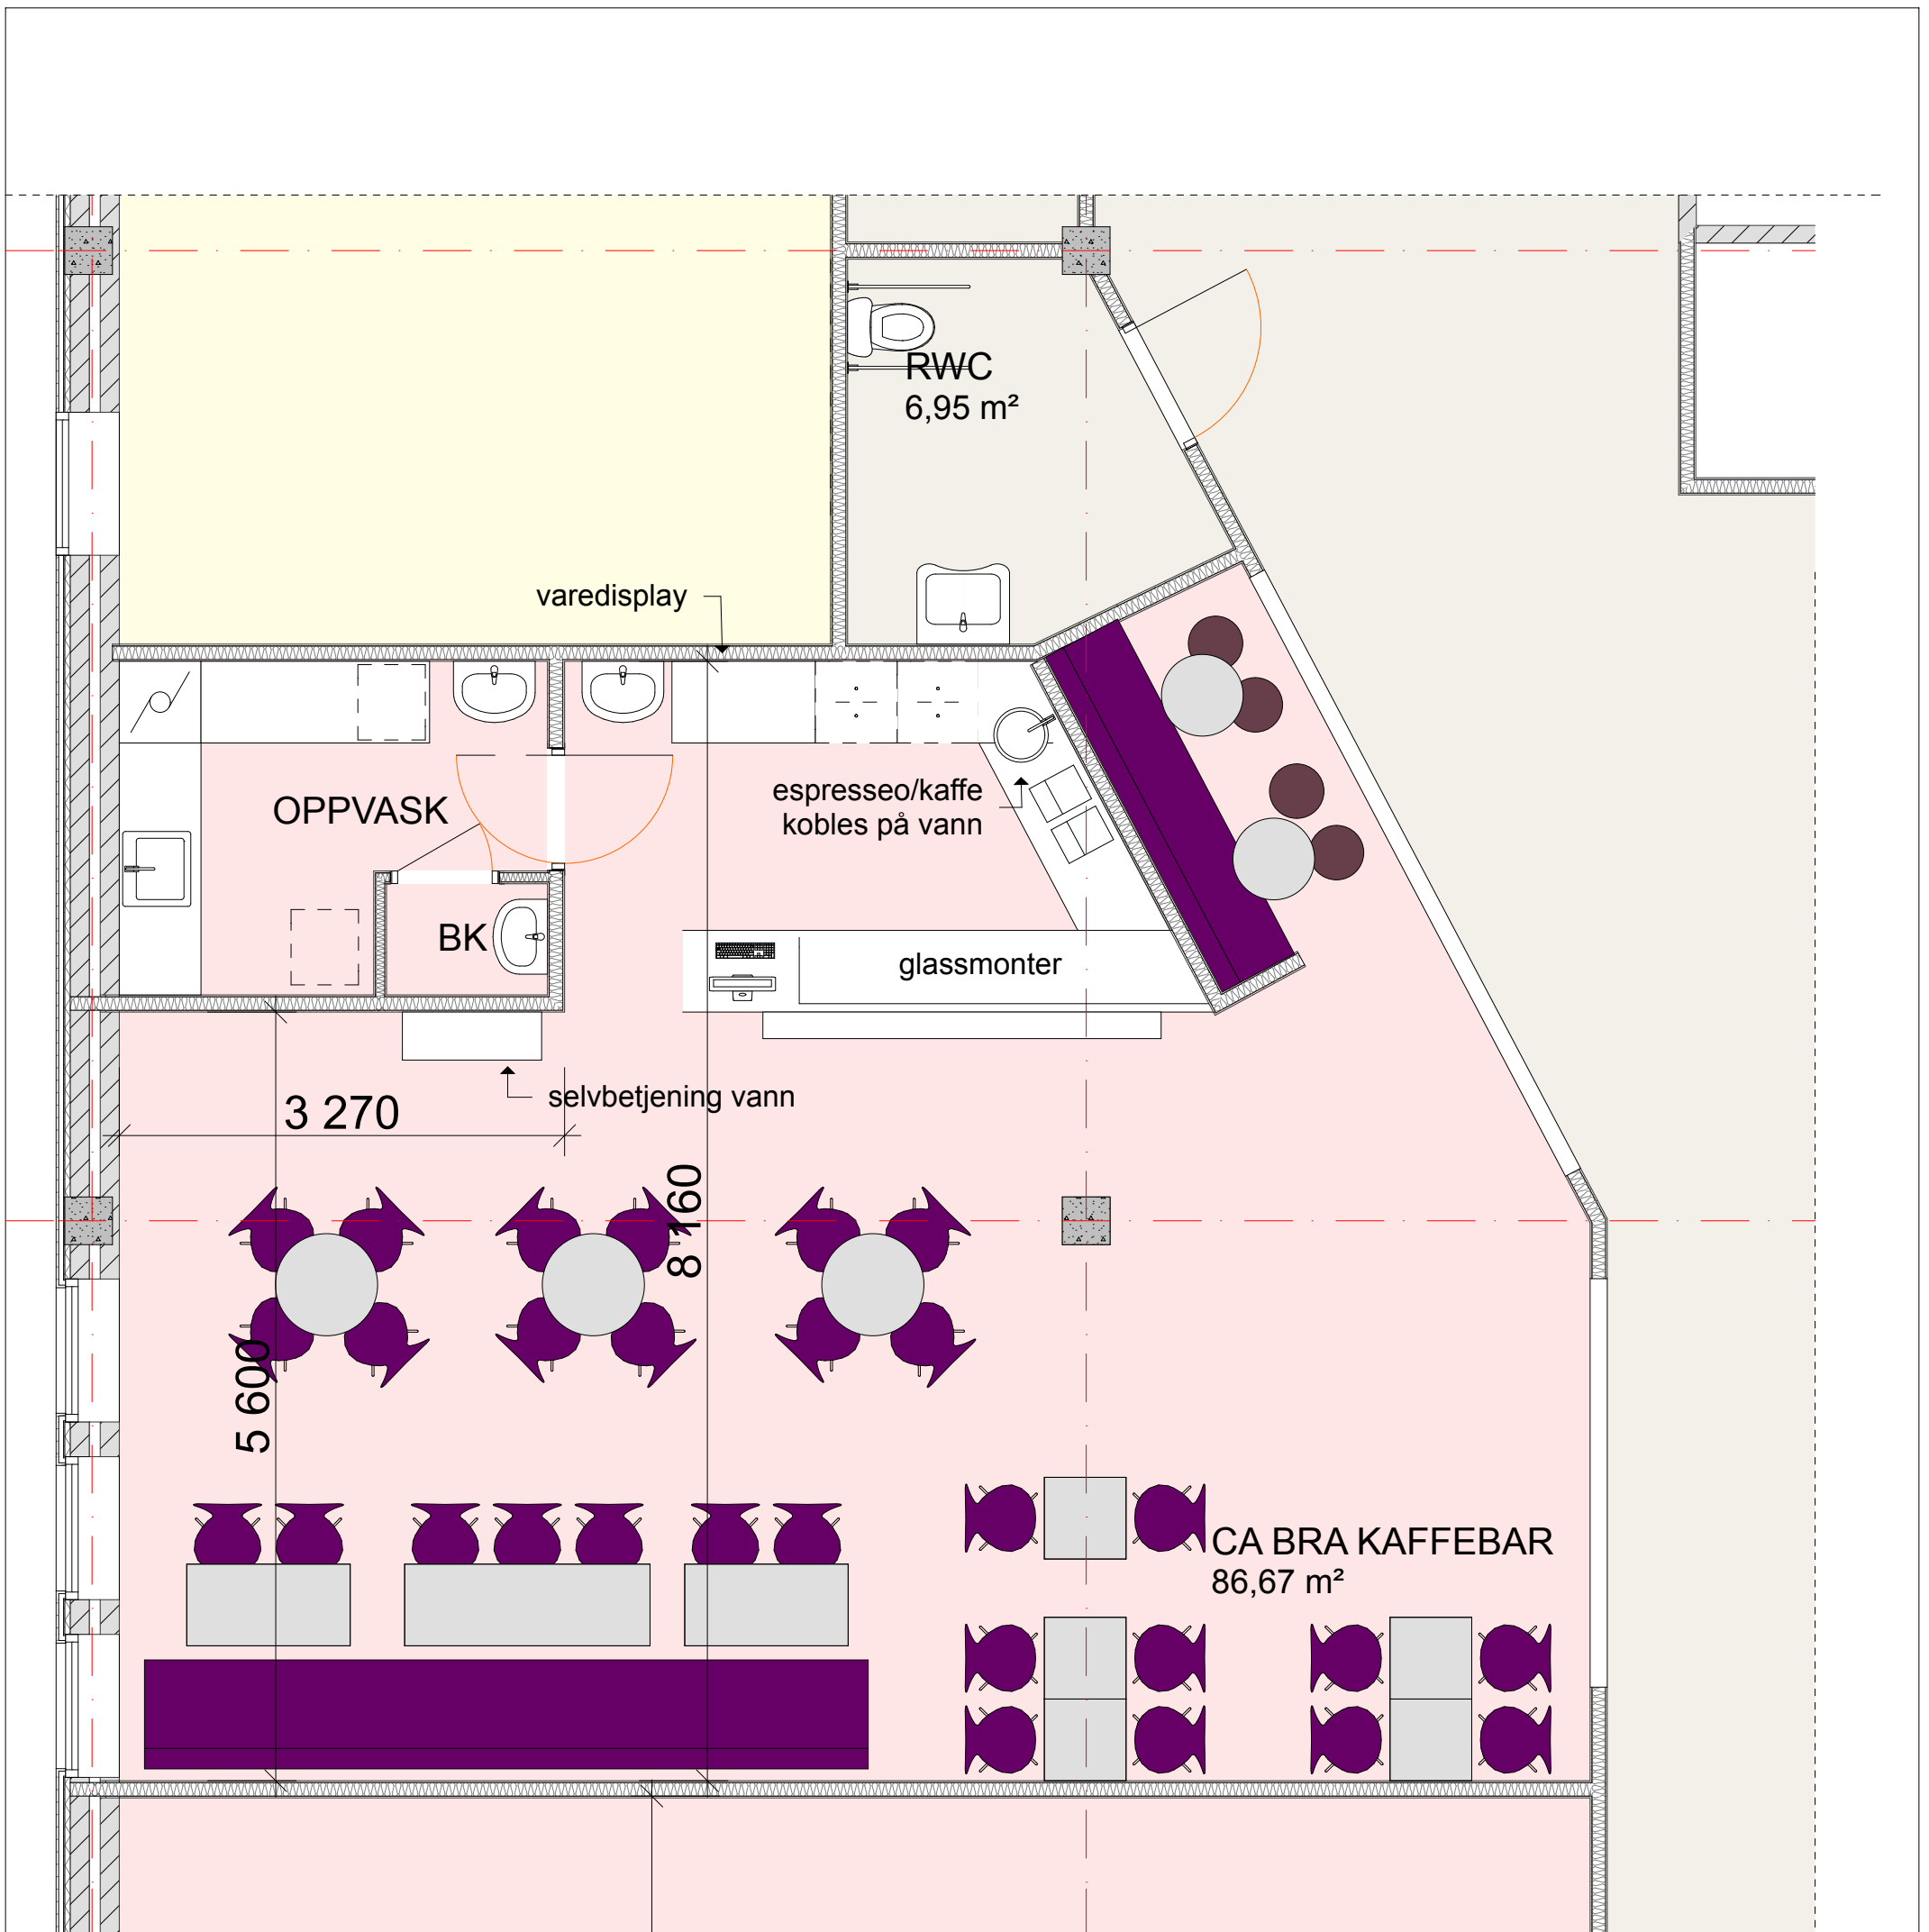 RWC
6,95 m²
varedisplay
OPPVASK
espresseo/kaffe
kobles på vann
BK
glassmonter
selvbetjening vann
3 270
8 160
5 600
CA BRA KAFFEBAR
86,67 m²